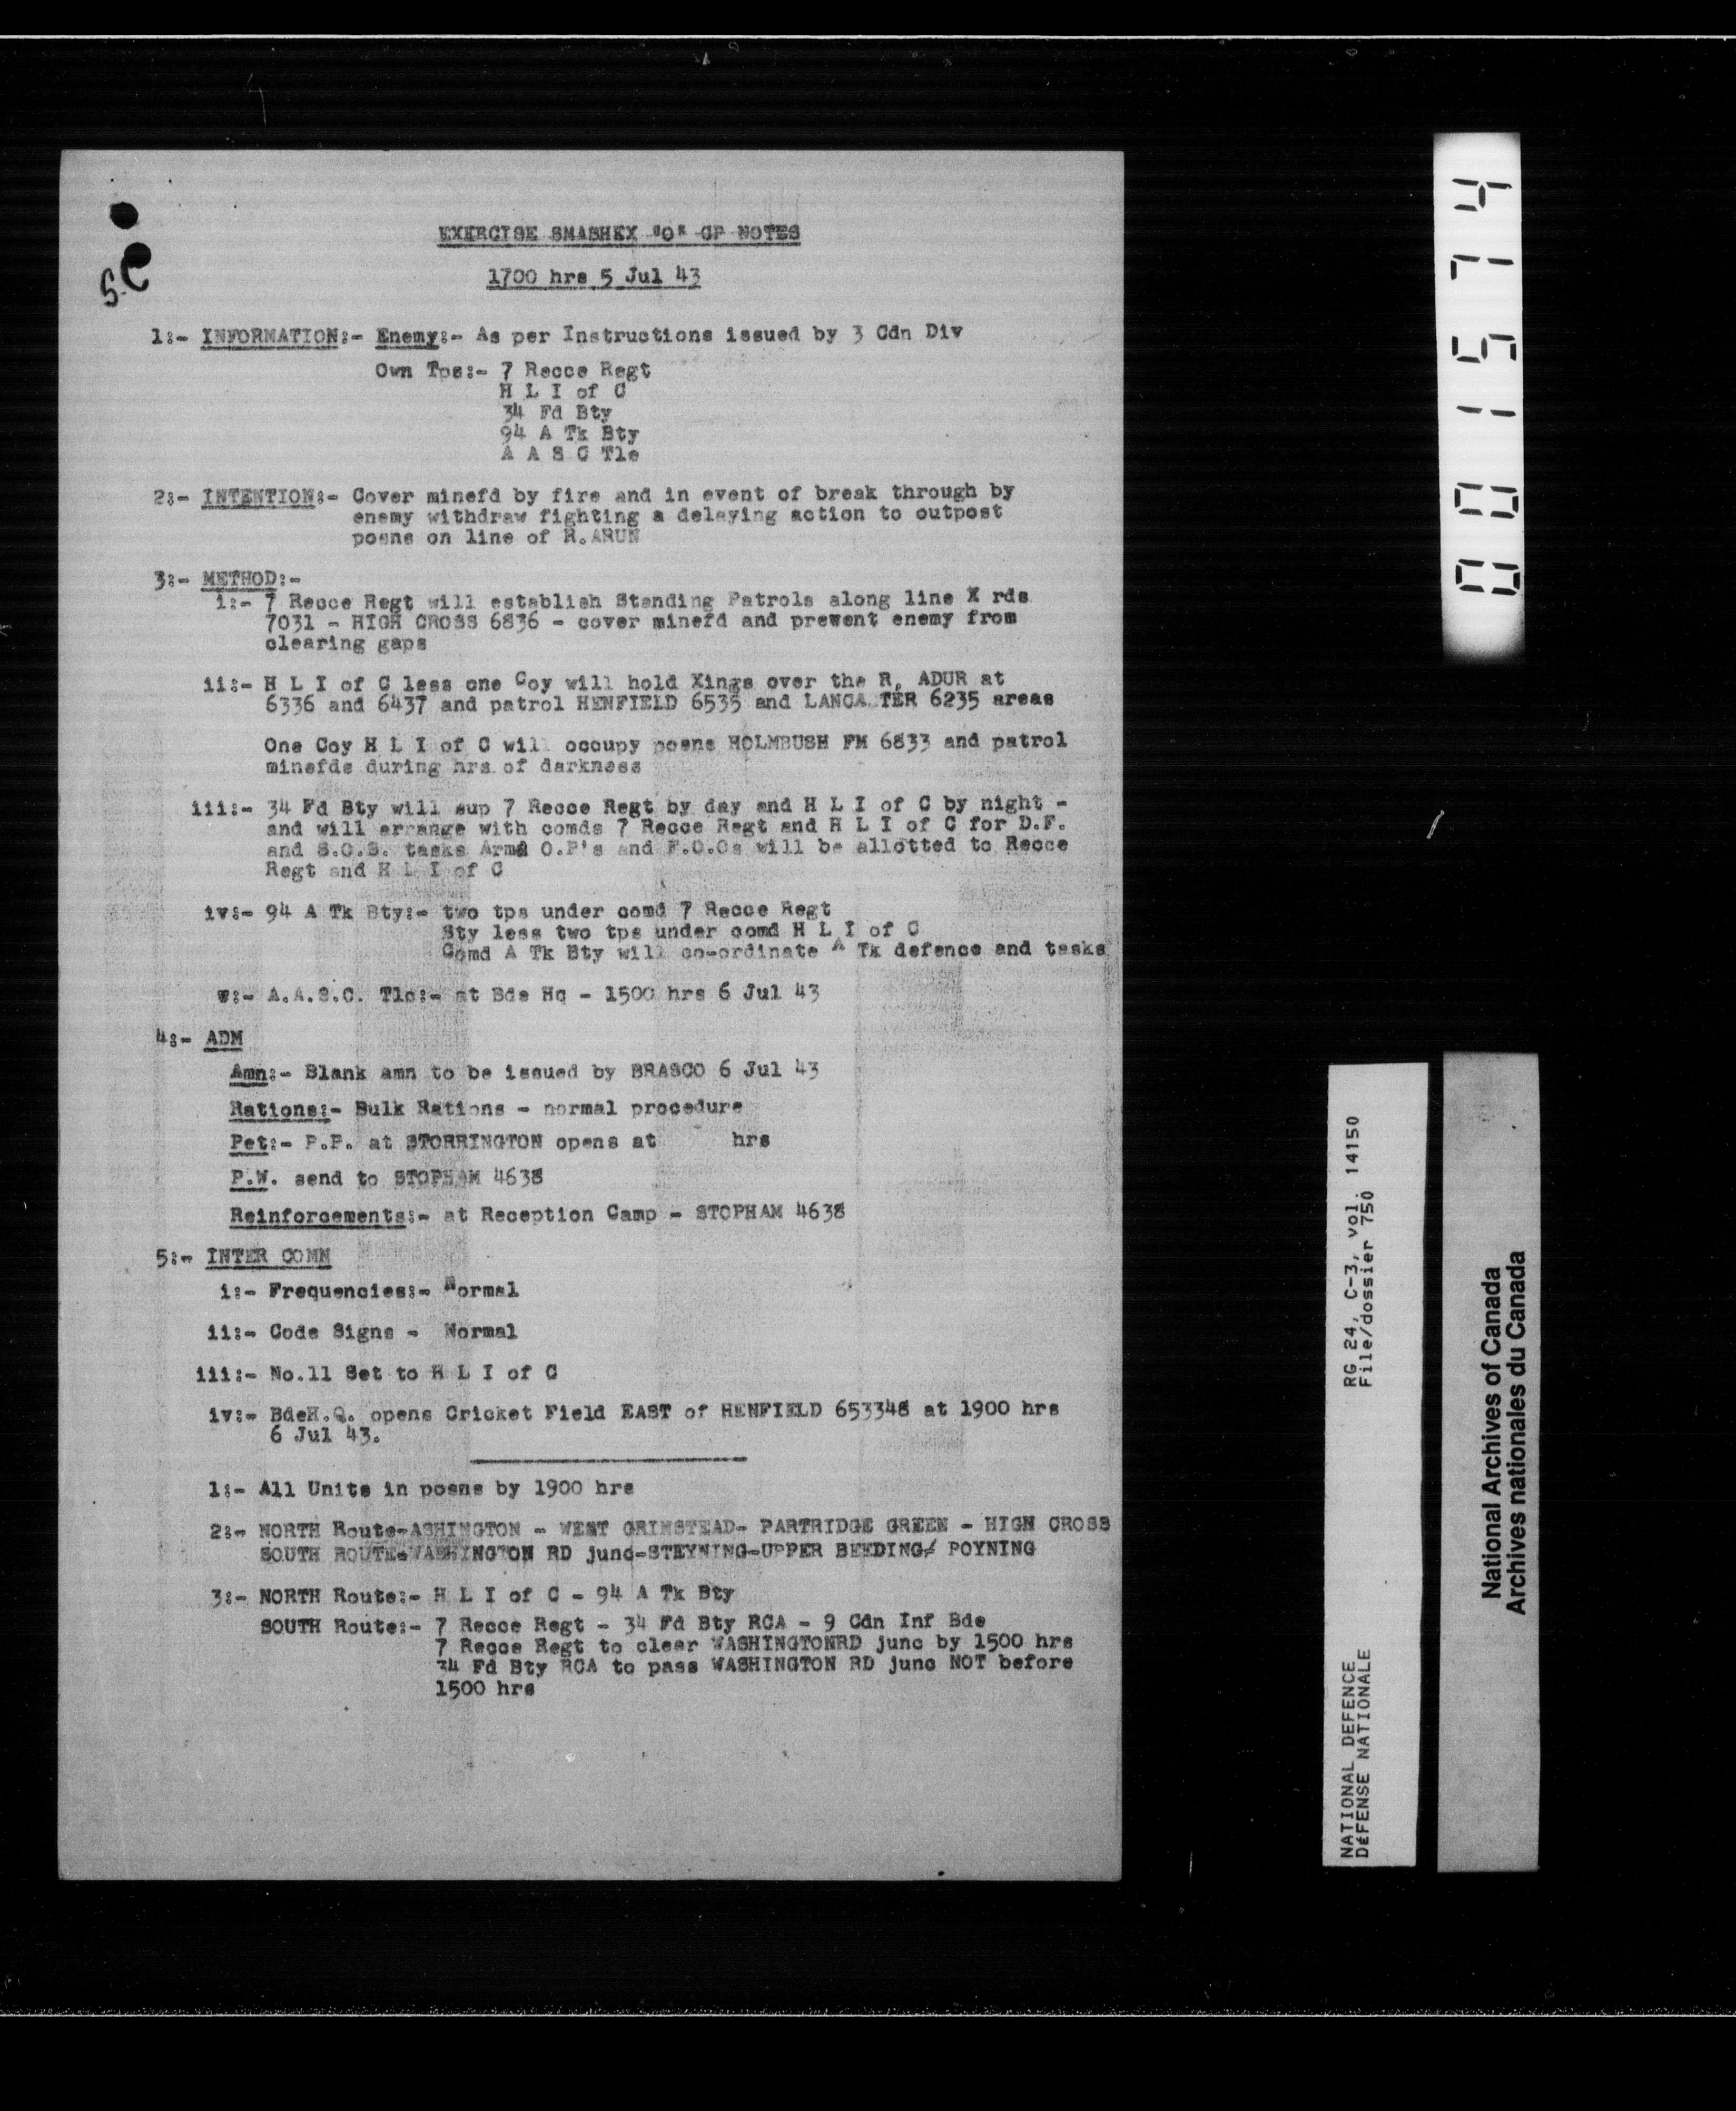 EXERCISE SMASHEX "O" GP NOTES
1700 hrs 5 Jul 43
1:- INFORMATION:- Enemy:- As per Instructions issued by 3 Cdn Div
Own Tps:- 7 Recce Regt
H L I of C
34 Fd Bty
94 A Tk Bty
A A S C Tle
2:- INTENTION:- Cover minefd by fire and in event of break through by
enemy withdraw fighting a delaying action to outpost
posns on line of R.ARUN
3:- METHOD:-
i:- 7 Recce Regt will establish Standing Patrols along line X rds
7031 - HIGH CROSS 6836 - cover minefd and prevent enemy from
clearing gaps
ii:- H L I of C less one Coy will hold Xings over the R. ADUR at
6336 and 6437 and patrol HENFIELD 6535 and LANCA TER 6235 areas
One Coy H L I of C will occupy posns HOLMBUSH FM 6833 and patrol
minefds during hrs of darkness
iii:- 34 Fd Bty will sup 7 Recce Regt by day and H L I of C by night -
and will arrange with comds 7 Recce Regt and H L I of C for D.F.
and S.O.S. tasks Armd O.P's and F.O.Os will be allotted to Recce
Regt and H L I of C
iv:- 94 A Tk Bty:- two tps under comd 7 Recce Regt
Bty less two tps under comd H L I of C
Comd A Tk Bty will co-ordinate A Tk defence and tasks
v:- A.A.S.C. Tlc:- at Bde Hq - 1500 hrs 6 Jul 43
4:- ADM
Amn:- Blank amn to be issued by BRASCO 6 Jul 43
Rations:- Bulk Rations - normal procedure
Pet:- P.P. at STORRINGTON opens at hrs
P.W. send to STOPHAM 4638
Reinforcements:- at Reception Camp - STOPHAM 4638
5:- INTER COMN
i:- Frequencies:- Normal
ii:- Code Signs - Normal
iii:- No.11 Set to H L I of C
iv:- BdeH.Q. opens Cricket Field EAST of HENFIELD 653348 at 1900 hrs
6 Jul 43.
1:- All Units in posns by 1900 hrs
2:- NORTH Route-ASHINGTON - WEST GRINSTEAD- PARTRIDGE GREEN - HIGH CROSS
SOUTH ROUTE-WASHINGTON RD junc-STEYNING-UPPER BEEDING/ POYNING
3:- NORTH Route:- H L I of C - 94 A Tk Bty
SOUTH Route:- 7 Recce Regt - 34 Fd Bty RCA - 9 Cdn Inf Bde
7 Recce Regt to clear WASHINGTONRD junc by 1500 hrs
34 Fd Bty RCA to pass WASHINGTON RD junc NOT before
1500 hrs
001574
NATIONAL DEFENCE RG 24, C-3, vol. 14150
DÉFENSE NATIONALE File/dossier 750
National Archives of Canada
Archives nationales du Canada